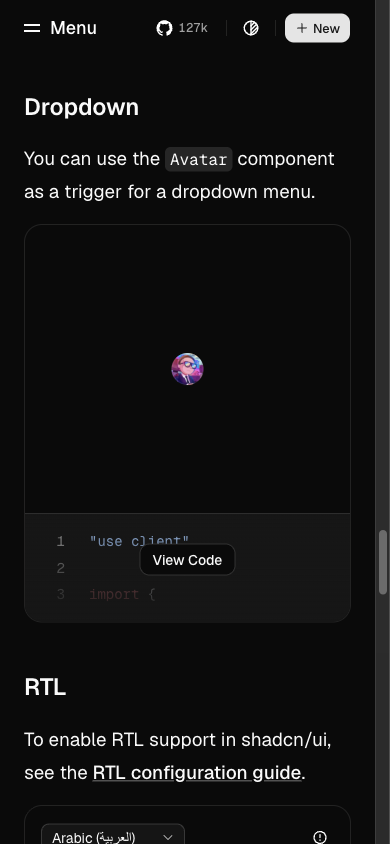 Menu
127k
New
Dropdown
You can use the Avatar component
as a trigger for a dropdown menu.
1 "use client"
2
View Code
3 import {
RTL
To enable RTL support in shadcn/ui,
see the RTL configuration guide.
Arabic (العربية)